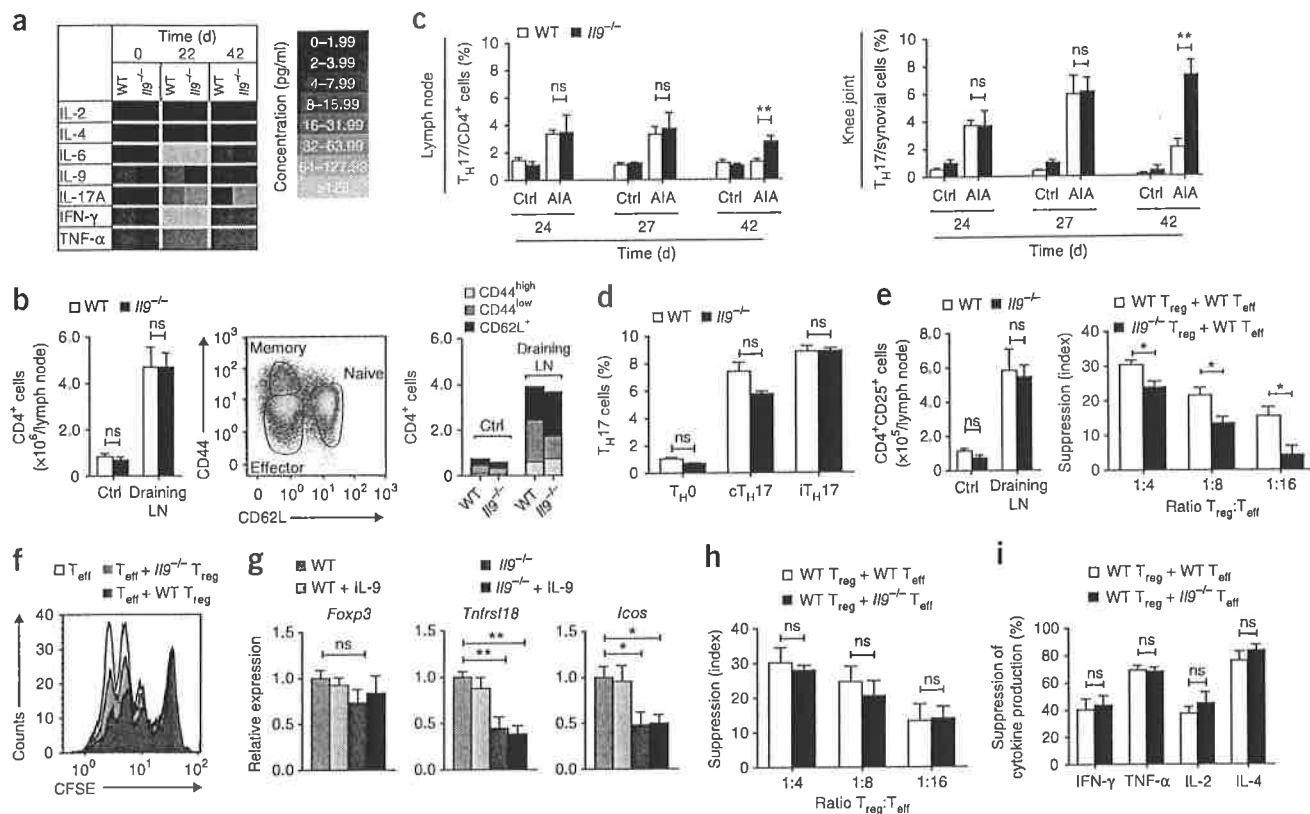 a
Time (d)
0 22 42
WT Il9−/− WT Il9−/− WT Il9−/−
IL-2
IL-4
IL-6
IL-9
IL-17A
IFN-γ
TNF-α
Concentration (pg/ml)
0–1.99
2–3.99
4–7.99
8–15.99
16–31.99
32–63.99
64–127.99
c
WT Il9−/−
Lymph node
TH17/CD4+ cells (%)
10
8
6
4
2
0
ns ns **
Ctrl AIA Ctrl AIA Ctrl AIA
24 27 42
Time (d)
Knee joint
TH17/synovial cells (%)
10
8
6
4
2
0
ns ns **
Ctrl AIA Ctrl AIA Ctrl AIA
24 27 42
Time (d)
b
WT Il9−/−
CD4+ cells
(×10⁶/lymph node)
6.0
4.0
2.0
0
ns ns
Ctrl Draining
LN
CD44
10³
10²
10¹
10⁰
0
Memory
Naive
Effector
0 10⁰ 10¹ 10² 10³
CD62L
CD44high
CD44low
CD62L+
CD4+ cells
6.0
4.0
2.0
0
Draining
LN
Ctrl
WT Il9−/− WT Il9−/−
d
WT Il9−/−
TH17 cells (%)
10
8
6
4
2
0
ns ns ns
TH0 cTH17 iTH17
e
WT Il9−/−
CD4+CD25+ cells
(×10⁵/lymph node)
8.0
6.0
4.0
2.0
0
ns ns
Ctrl Draining
LN
WT Treg + WT Teff
Il9−/− Treg + WT Teff
Suppression (index)
40
30
20
10
0
* * *
1:4 1:8 1:16
Ratio Treg:Teff
f
Teff Teff + Il9−/− Treg
Teff + WT Treg
Counts
40
30
20
10
0
10⁰ 10¹ 10²
CFSE
g
WT Il9−/−
WT + IL-9 Il9−/− + IL-9
Foxp3 Tnfrsf18 Icos
Relative expression
1.5
1.0
0.5
0.0
ns
1.5
1.0
0.5
0.0
**
**
1.5
1.0
0.5
0.0
*
*
h
WT Treg + WT Teff
WT Treg + Il9−/− Teff
Suppression (index)
40
30
20
10
0
ns ns ns
1:4 1:8 1:16
Ratio Treg:Teff
i
WT Treg + WT Teff
WT Treg + Il9−/− Teff
Suppression of
cytokine production (%)
100
80
60
40
20
0
ns ns ns ns
IFN-γ TNF-α IL-2 IL-4